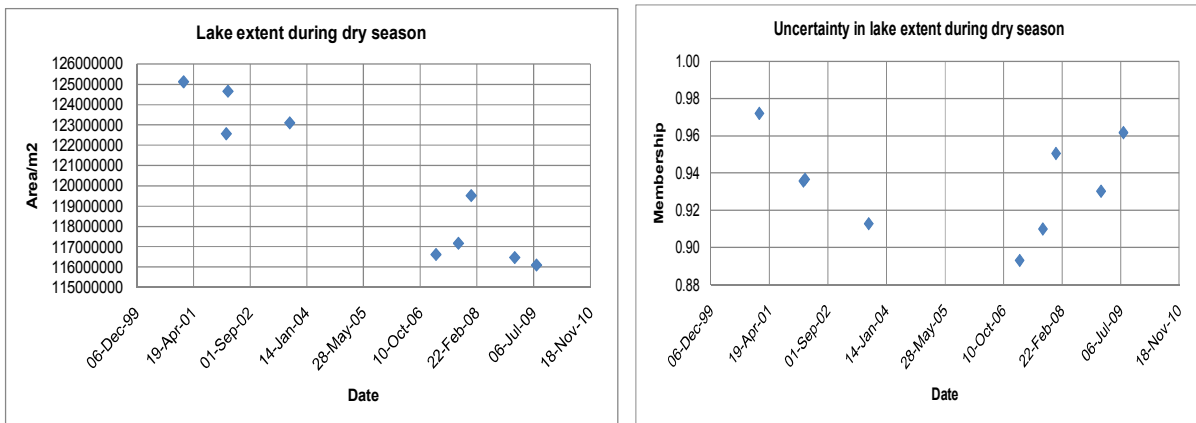 Lake extent during dry season
Area/m2
126000000
125000000
124000000
123000000
122000000
121000000
120000000
119000000
118000000
117000000
116000000
115000000
06-Dec-99
19-Apr-01
01-Sep-02
14-Jan-04
28-May-05
10-Oct-06
22-Feb-08
06-Jul-09
18-Nov-10
Date
Uncertainty in lake extent during dry season
Membership
1.00
0.98
0.96
0.94
0.92
0.90
0.88
06-Dec-99
19-Apr-01
01-Sep-02
14-Jan-04
28-May-05
10-Oct-06
22-Feb-08
06-Jul-09
18-Nov-10
Date